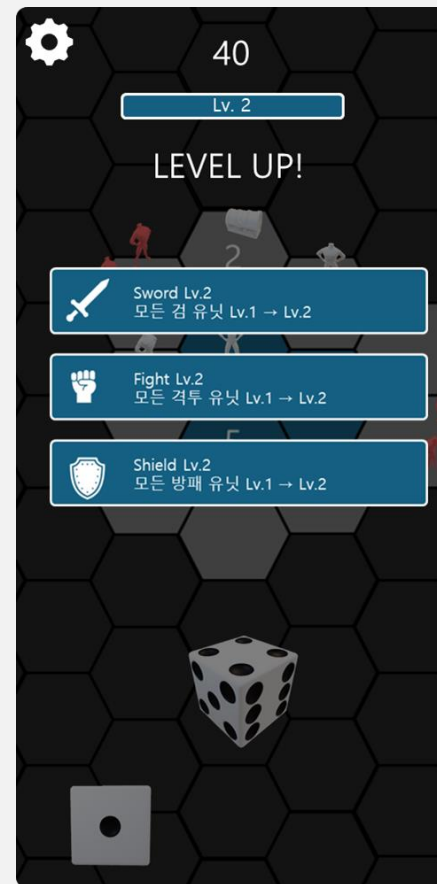 40
Lv. 2
LEVEL UP!
2
Sword Lv.2
모든 검 유닛 Lv.1 → Lv.2
Fight Lv.2
모든 격투 유닛 Lv.1 → Lv.2
5
Shield Lv.2
모든 방패 유닛 Lv.1 → Lv.2